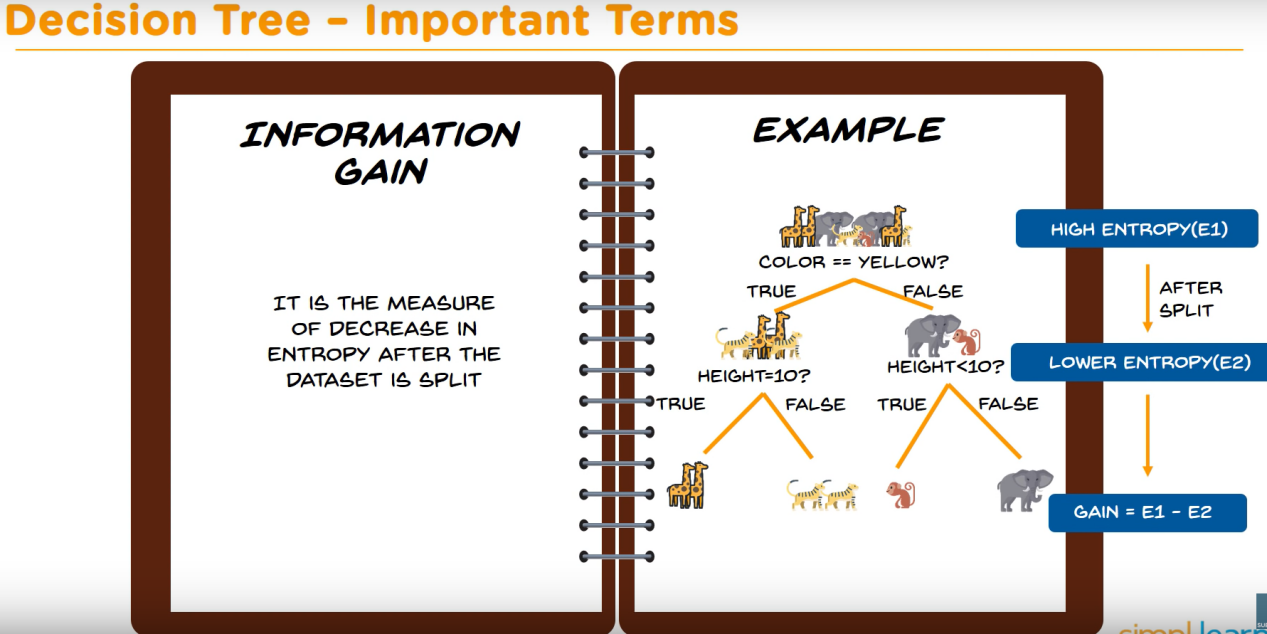 Decision Tree – Important Terms
INFORMATION
GAIN
IT IS THE MEASURE
OF DECREASE IN
ENTROPY AFTER THE
DATASET IS SPLIT
EXAMPLE
COLOR == YELLOW?
TRUE
FALSE
HEIGHT=10?
HEIGHT<10?
TRUE
FALSE
TRUE
FALSE
HIGH ENTROPY(E1)
AFTER
SPLIT
LOWER ENTROPY(E2)
GAIN = E1 – E2